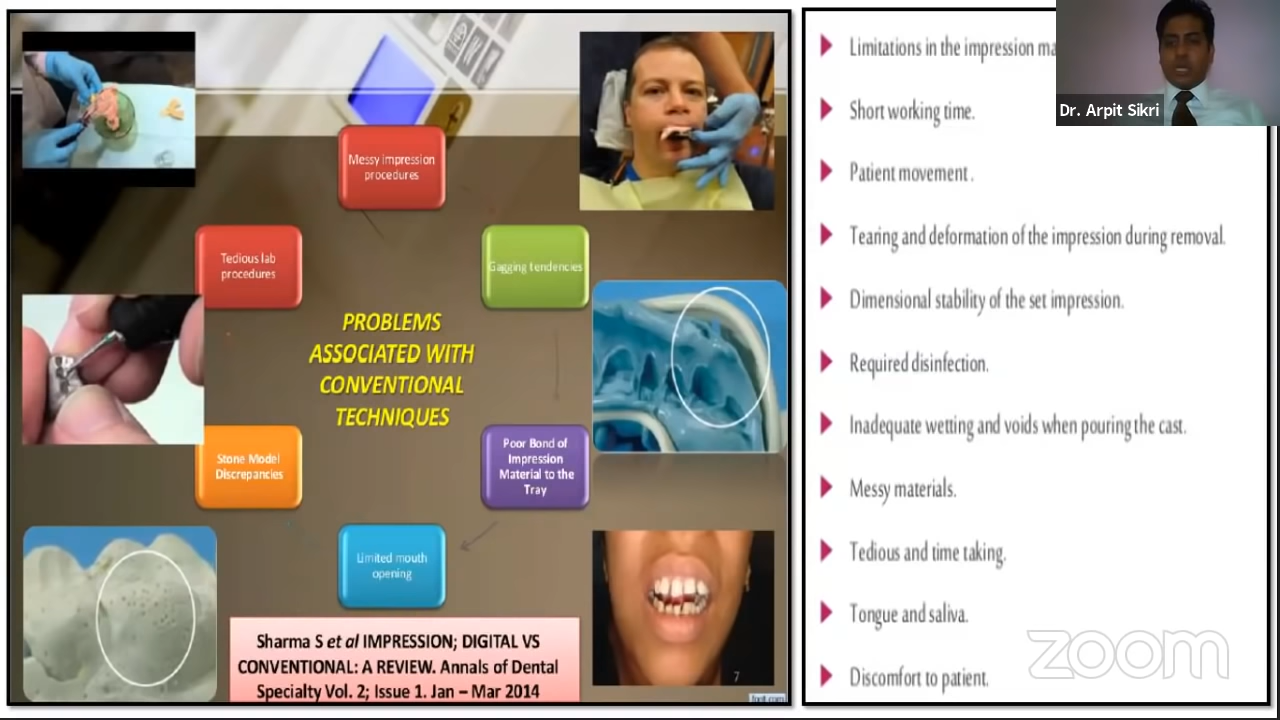 Messy impression
procedures
Tedious lab
procedures
Gagging tendencies
PROBLEMS
ASSOCIATED WITH
CONVENTIONAL
TECHNIQUES
Stone Model
Discrepancies
Poor Bond of
Impression
Material to the
Tray
Limited mouth
opening
Sharma S et al IMPRESSION; DIGITAL VS
CONVENTIONAL: A REVIEW. Annals of Dental
Specialty Vol. 2; Issue 1. Jan – Mar 2014
7
Limitations in the impression
Short working time.
Patient movement .
Tearing and deformation of the impression during removal.
Dimensional stability of the set impression.
Required disinfection.
Inadequate wetting and voids when pouring the cast.
Messy materials.
Tedious and time taking.
Tongue and saliva.
Discomfort to patient.
Dr. Arpit Sikri
zoom